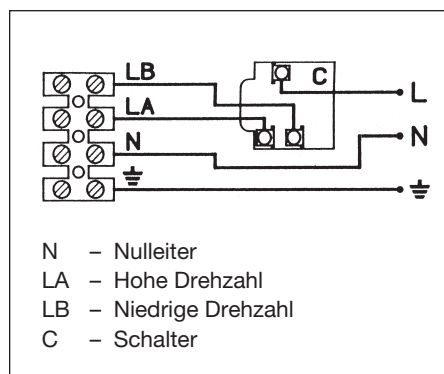 LB
C
L
LA
N
N
N – Nulleiter
LA – Hohe Drehzahl
LB – Niedrige Drehzahl
C – Schalter